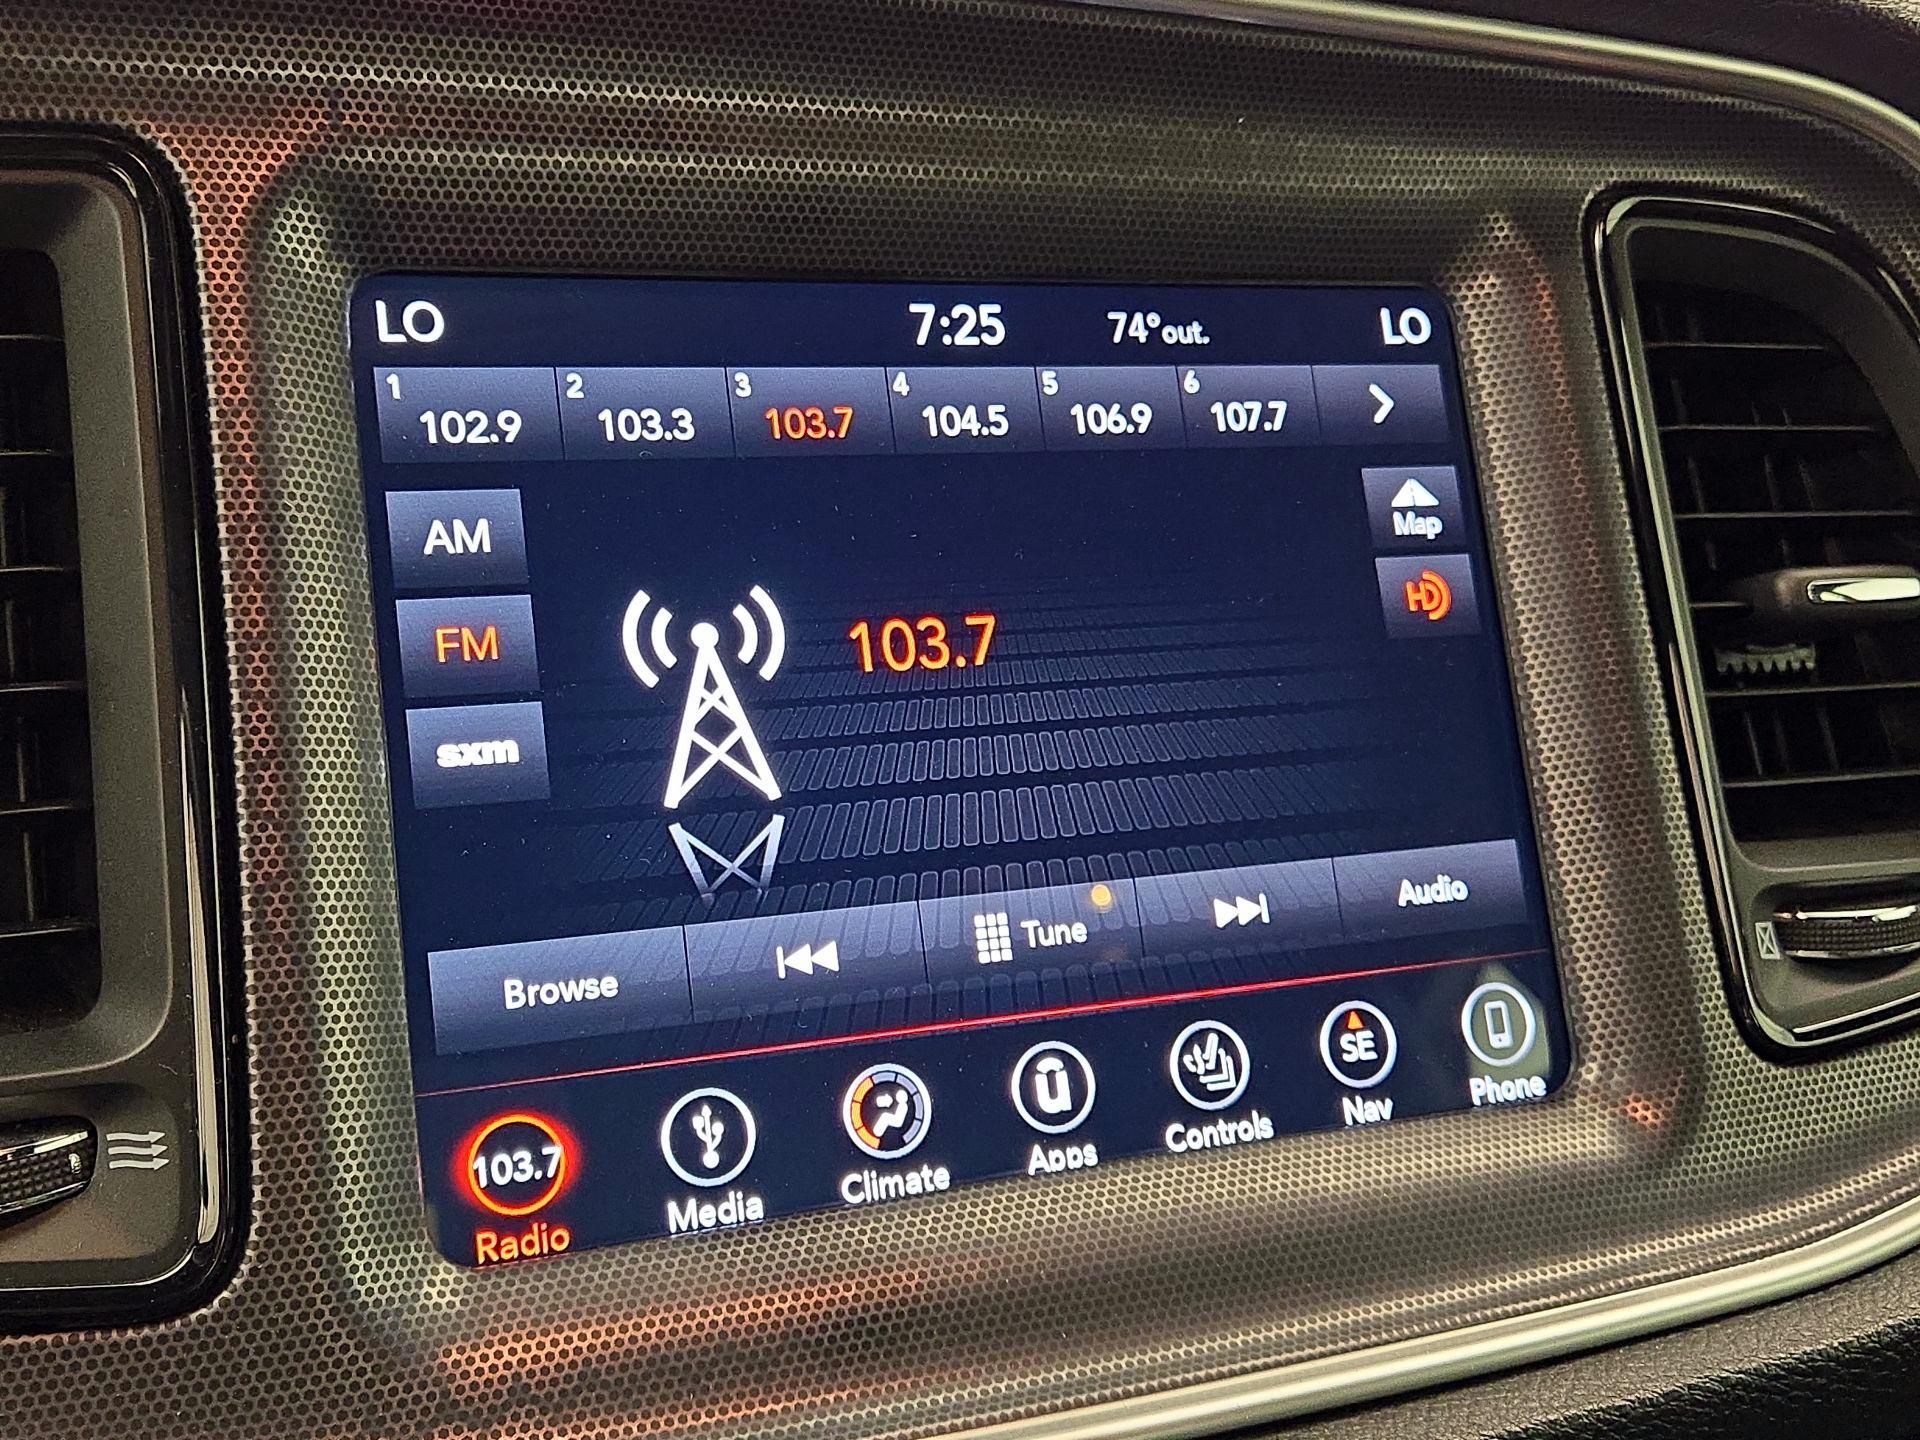 LO 7:25 74° out. LO
1 102.9 2 103.3 3 103.7 4 104.5 5 106.9 6 107.7
AM
Map
HD
FM
103.7
sxm
Browse Tune Audio
103.7 SE
Radio Media Climate Apps Controls Nav Phone